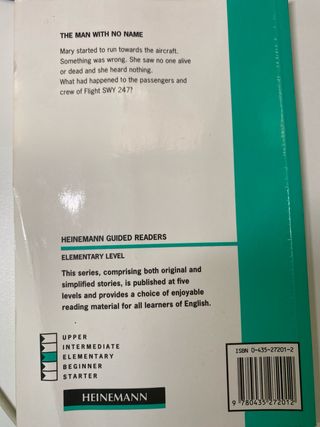 THE MAN WITH NO NAME
Mary started to run towards the aircraft.
Something was wrong. She saw no one alive
or dead and she heard nothing.
What had happened to the passengers and
crew of Flight SWY 247?
HEINEMANN GUIDED READERS
ELEMENTARY LEVEL
This series, comprising both original and
simplified stories, is published at five
levels and provides a choice of enjoyable
reading material for all learners of English.
UPPER
INTERMEDIATE
ELEMENTARY
BEGINNER
STARTER
HEINEMANN
ISBN 0-435-27201-2
9 780435 272012